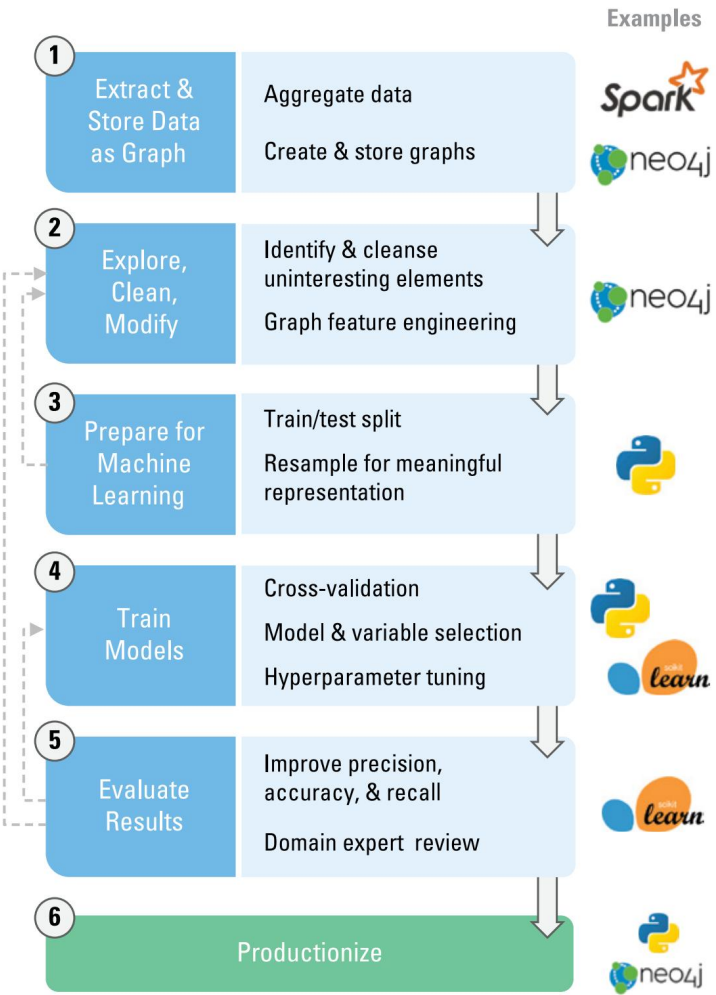 Examples
1
Extract &
Store Data
as Graph
Aggregate data
Create & store graphs
Spark
neo4j
2
Explore,
Clean,
Modify
Identify & cleanse
uninteresting elements
Graph feature engineering
neo4j
3
Prepare for
Machine
Learning
Train/test split
Resample for meaningful
representation
4
Train
Models
Cross-validation
Model & variable selection
Hyperparameter tuning
scikit
learn
5
Evaluate
Results
Improve precision,
accuracy, & recall
Domain expert review
scikit
learn
6
Productionize
neo4j